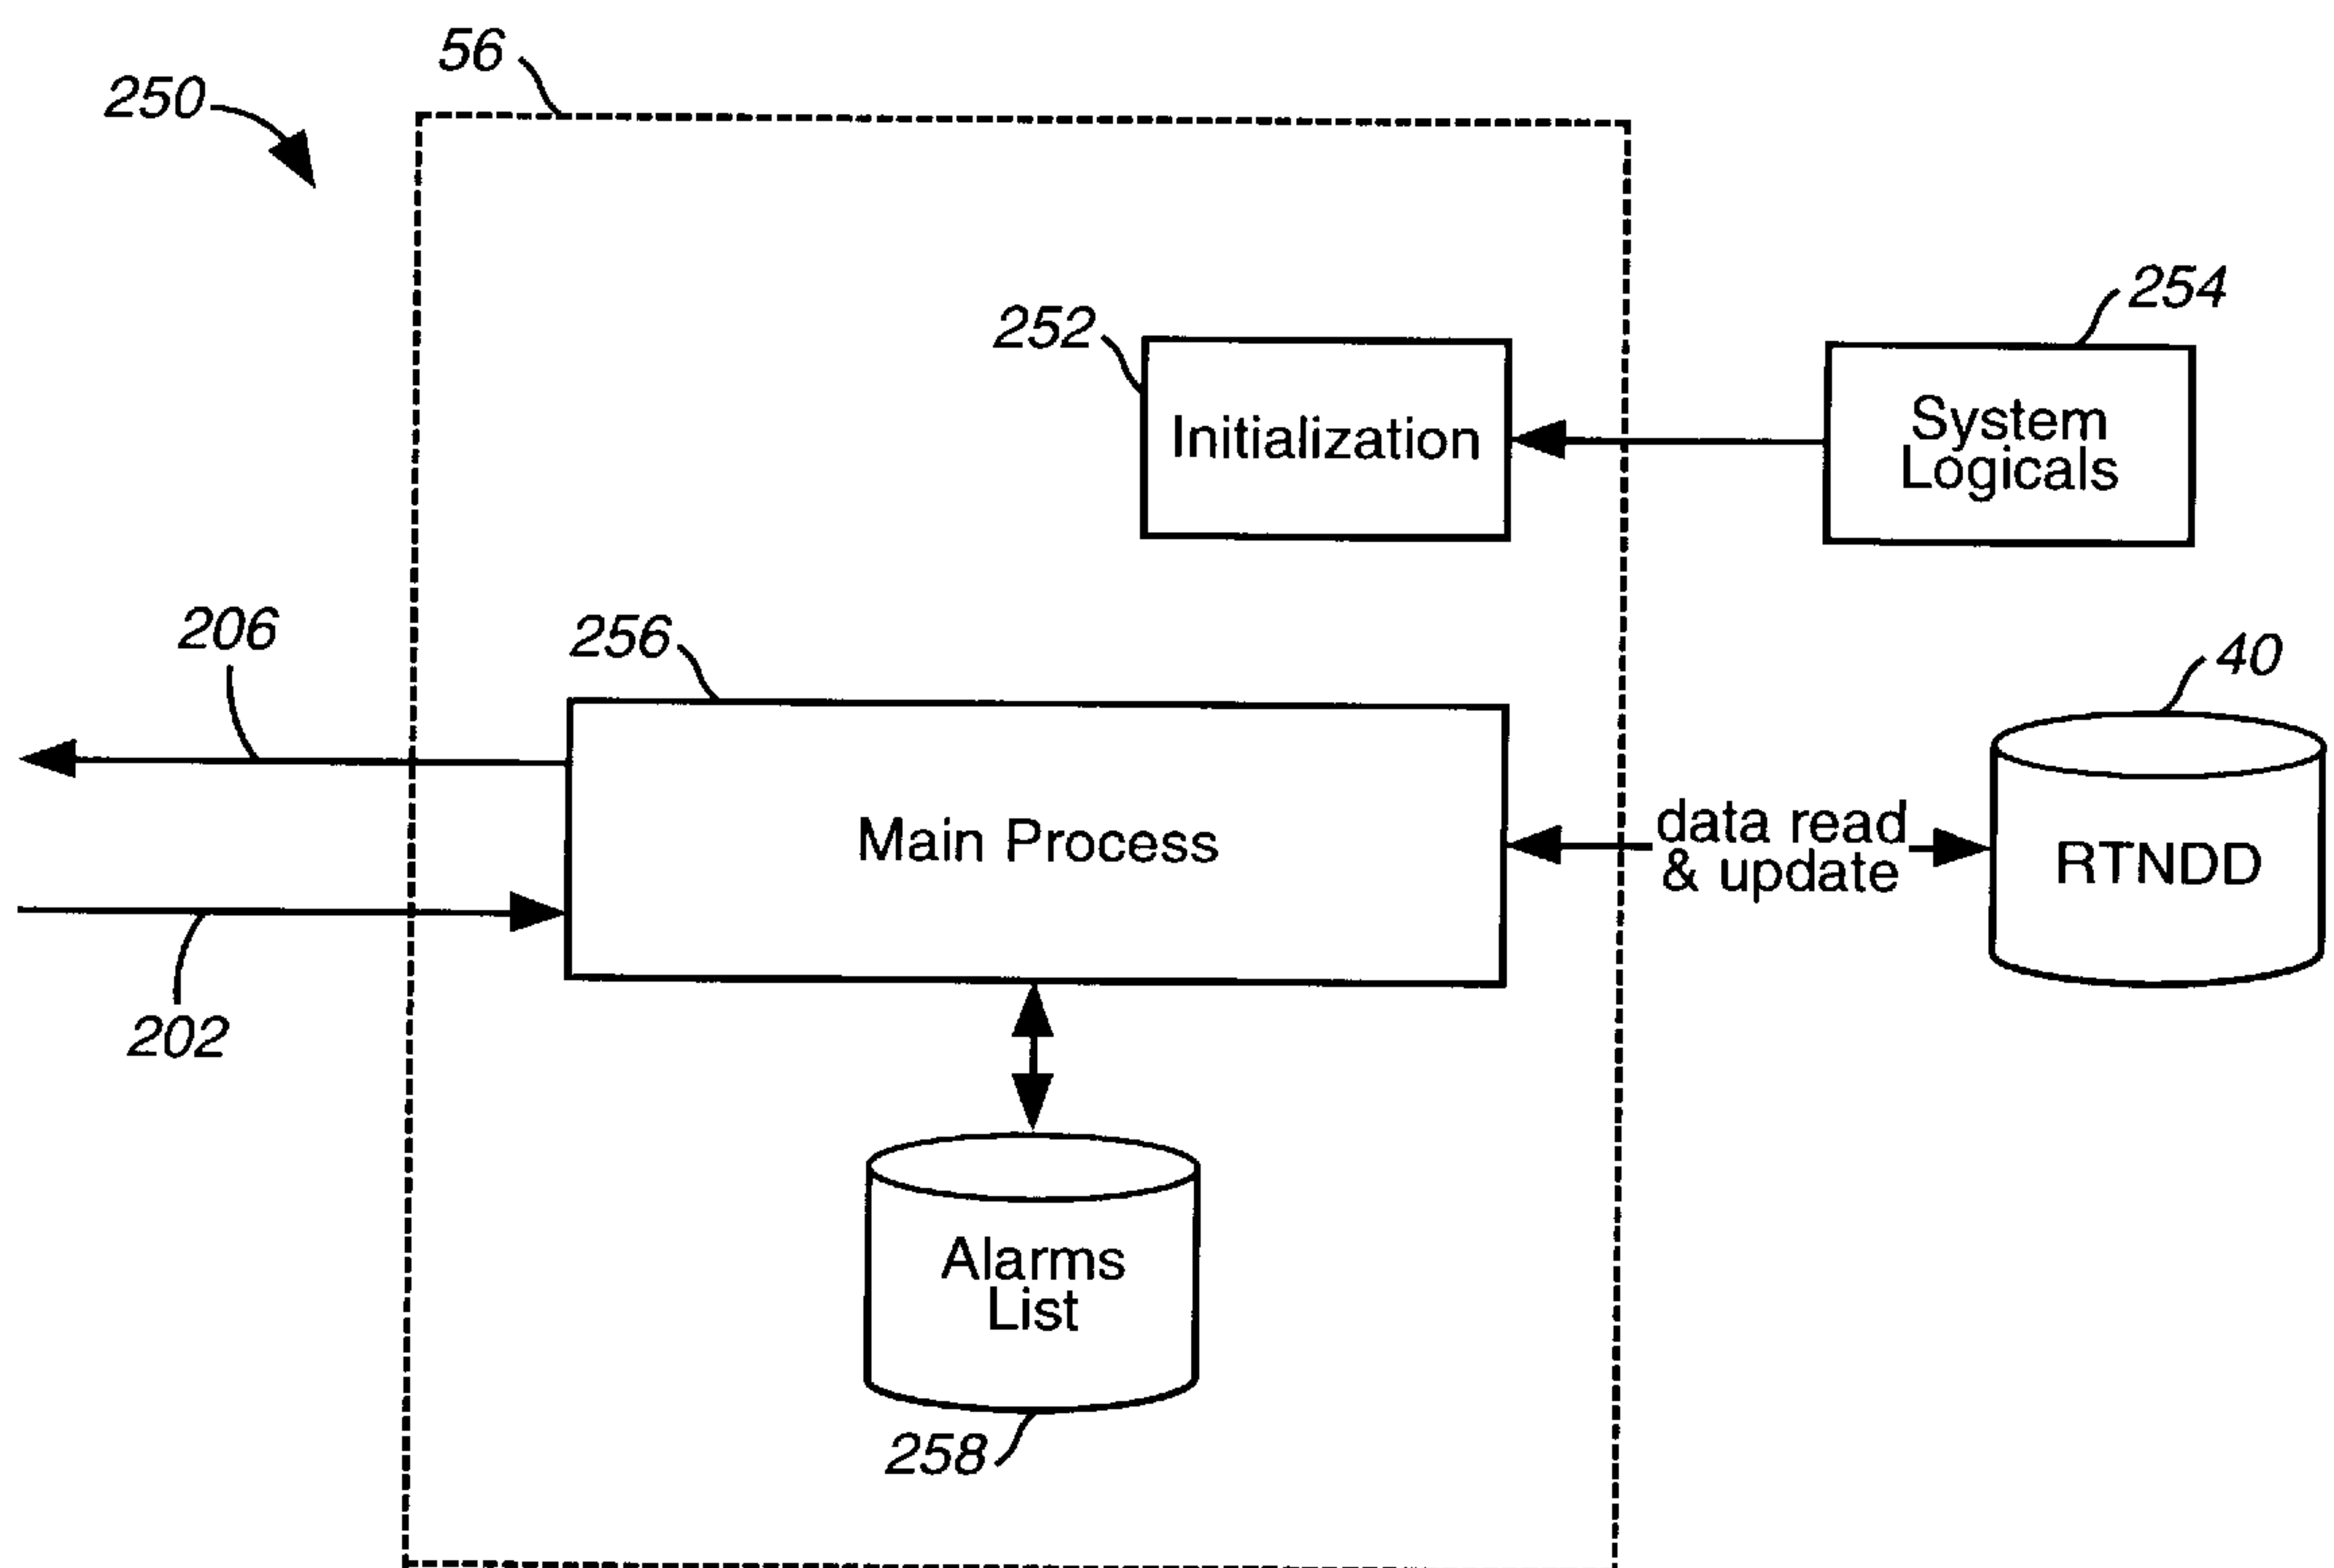 56
250
254
252
Initialization
System
Logicals
206
256
40
Main Process
data read
& update
RTNDD
202
Alarms
List
258